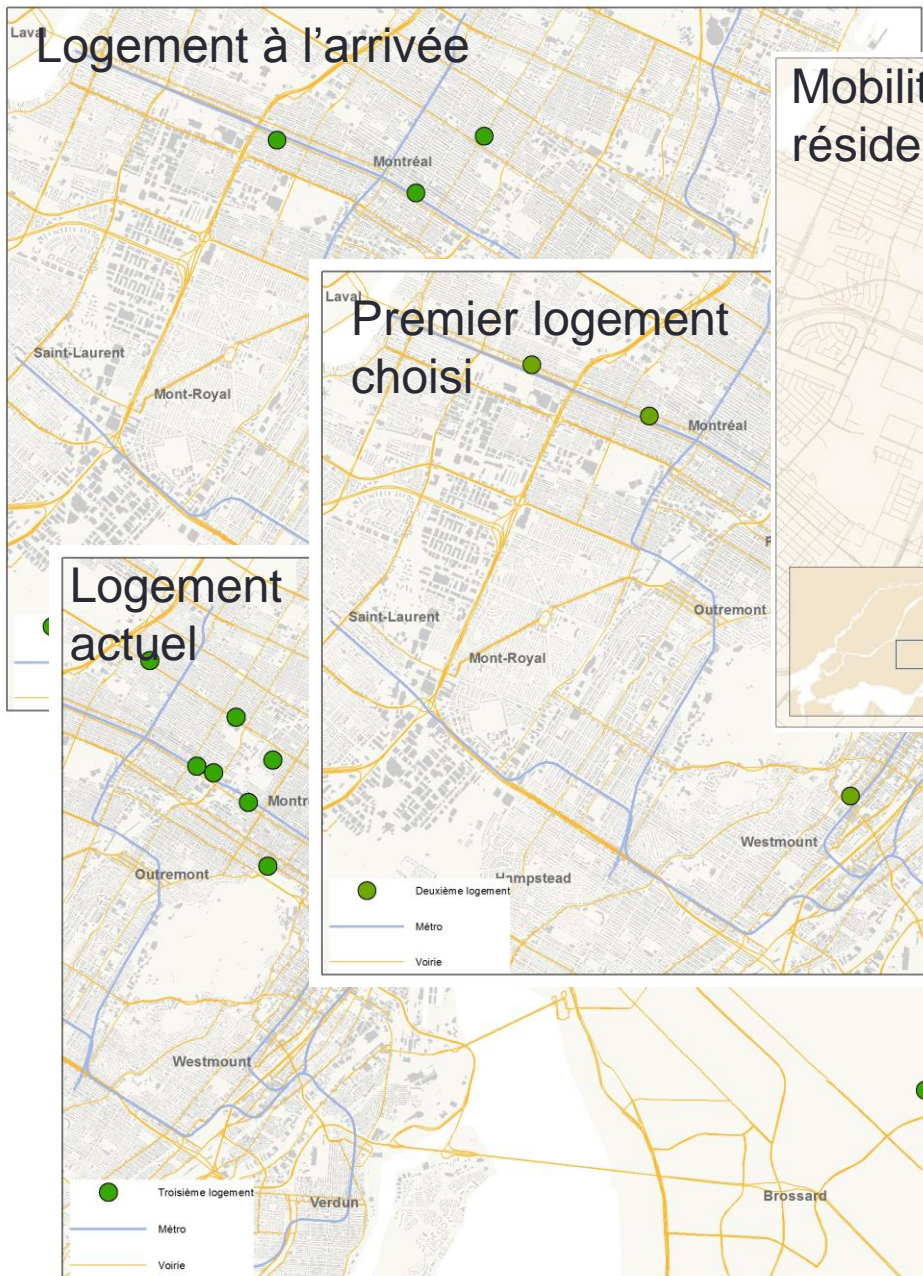 Laval
Logement à l’arrivée
Montréal
Saint-Laurent
Mont-Royal
Mobilit
réside
Laval
Premier logement
choisi
Montréal
Outremont
Saint-Laurent
Mont-Royal
Westmount
Hampstead
Deuxième logement
Métro
Voirie
Logement
actuel
Montr
Outremont
Westmount
Verdun
Brossard
Troisième logement
Métro
Voirie